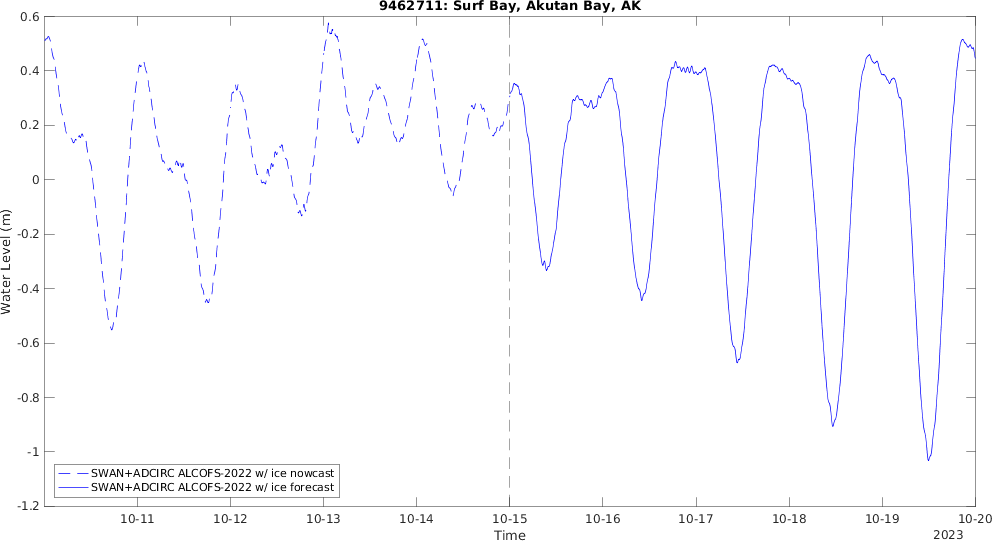 9462711: Surf Bay, Akutan Bay, AK
0.6
0.4
0.2
0
-0.2
-0.4
-0.6
-0.8
-1
-1.2
Water Level (m)
SWAN+ADCIRC ALCOFS-2022 w/ ice nowcast
SWAN+ADCIRC ALCOFS-2022 w/ ice forecast
10-11 10-12 10-13 10-14 10-15 10-16 10-17 10-18 10-19 10-20
Time
2023